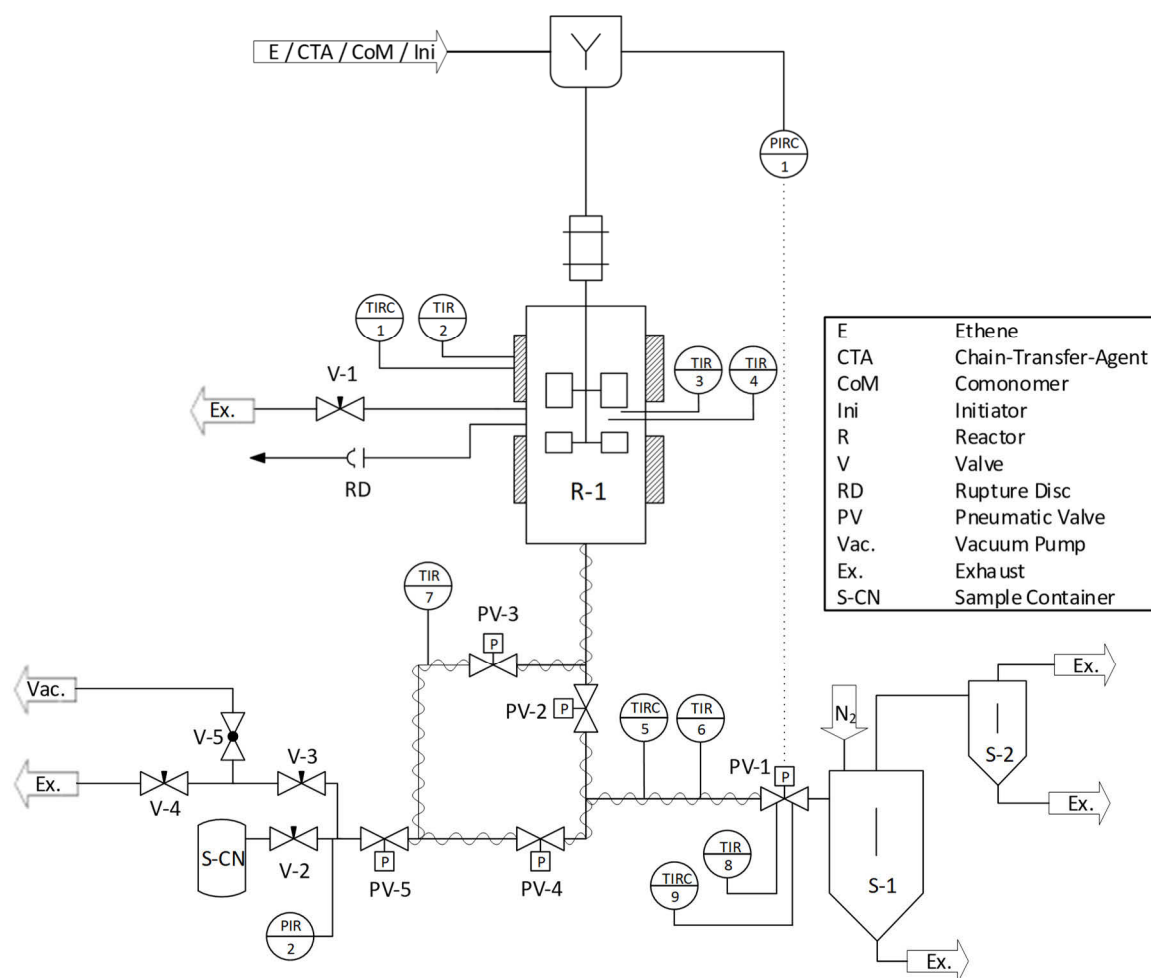 E / CTA / CoM / Ini
PIRC
1
TIRC
1
TIR
2
TIR
3
TIR
4
V-1
Ex.
RD
R-1
E Ethene
CTA Chain-Transfer-Agent
CoM Comonomer
Ini Initiator
R Reactor
V Valve
RD Rupture Disc
PV Pneumatic Valve
Vac. Vacuum Pump
Ex. Exhaust
S-CN Sample Container
TIR
7
PV-3
P
Vac.
V-5
PV-2
P
TIRC
5
TIR
6
N2
Ex.
S-2
Ex.
V-3
Ex.
V-4
PV-1
P
S-CN
V-2
P
PV-5
P
PV-4
TIR
8
TIRC
9
S-1
PIR
2
Ex.